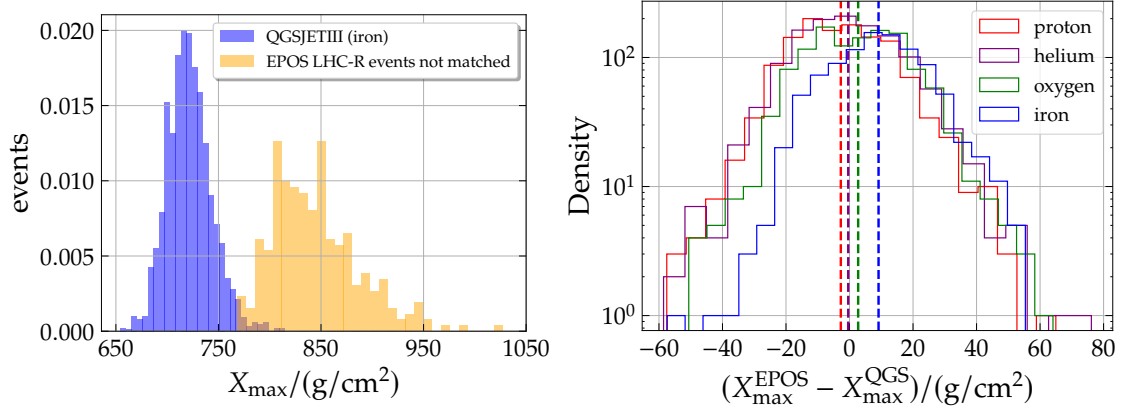 0.020
0.015
0.010
0.005
0.000
events
QGSJETIII (iron)
EPOS LHC-R events not matched
650 750 850 950 1050
X_max/(g/cm²)
10²
10¹
10⁰
Density
proton
helium
oxygen
iron
−60 −40 −20 0 20 40 60 80
(X_max^EPOS − X_max^QGS)/(g/cm²)